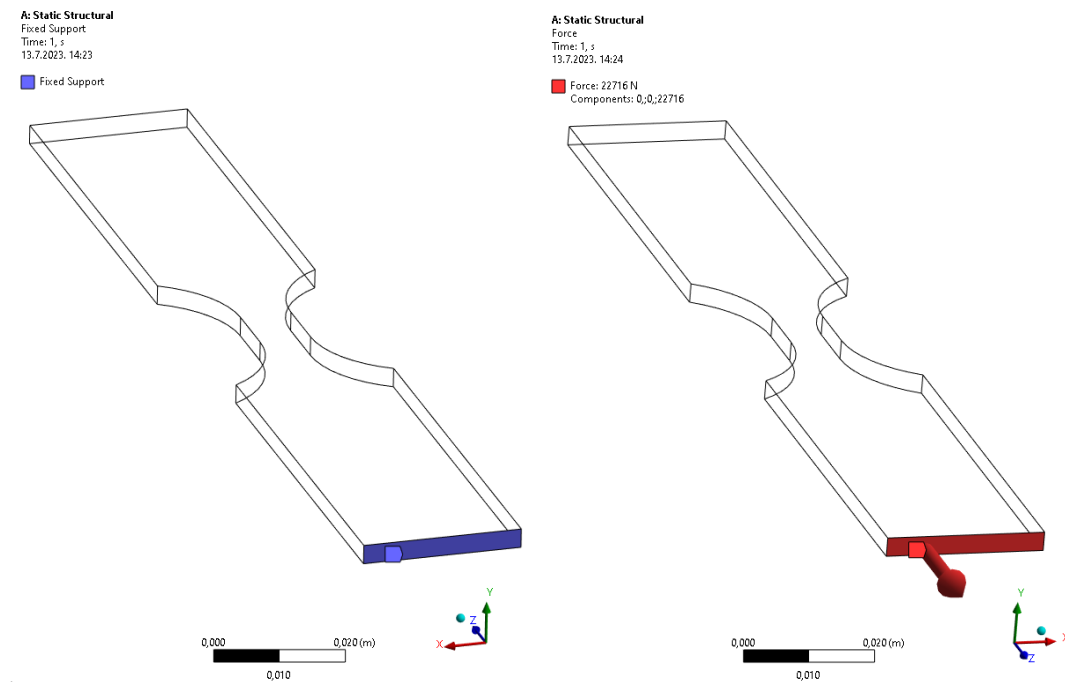 A: Static Structural
Fixed Support
Time: 1, s
13.7.2023. 14:23
Fixed Support
A: Static Structural
Force
Time: 1, s
13.7.2023. 14:24
Force: 22716 N
Components: 0,;0,;22716
Y
Z
X
0,000
0,020 (m)
0,010
Y
X
Z
0,000
0,020 (m)
0,010